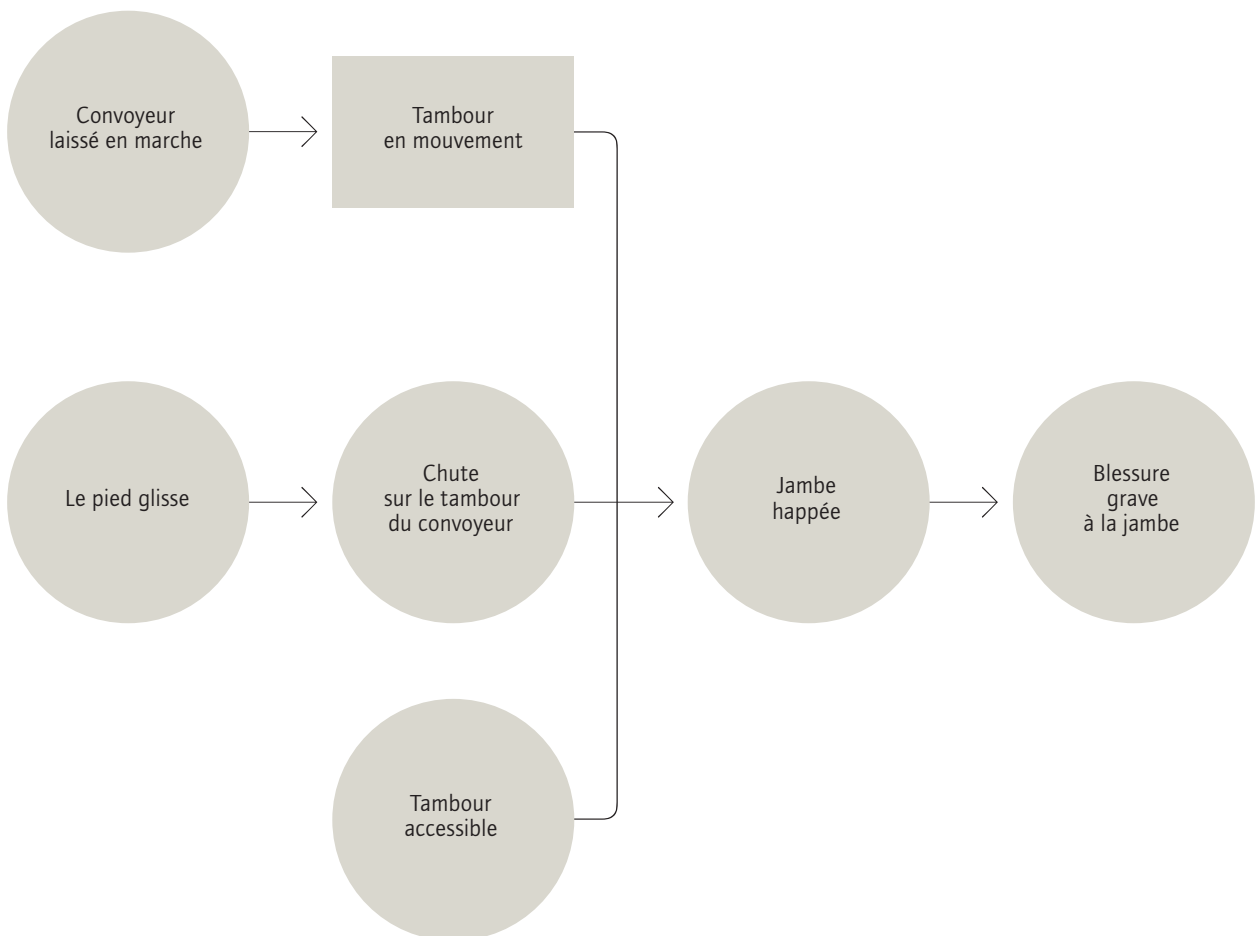 Convoyeur
laissé en marche
Tambour
en mouvement
Le pied glisse
Chute
sur le tambour
du convoyeur
Jambe
happée
Blessure
grave
à la jambe
Tambour
accessible